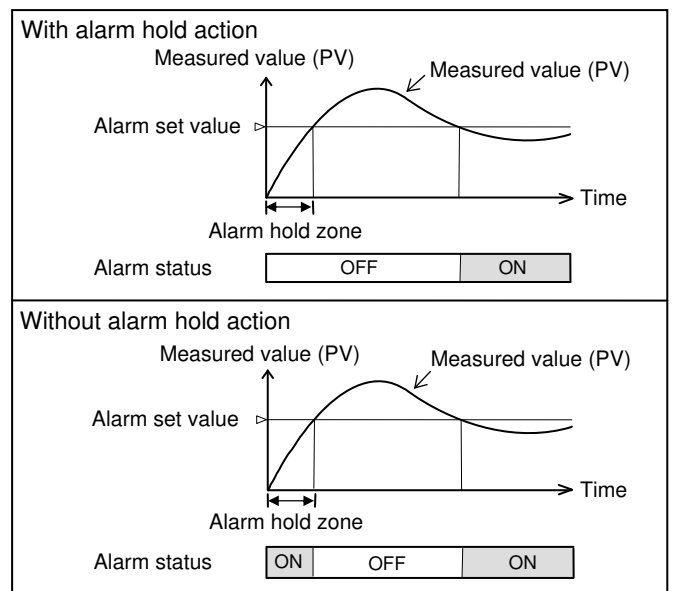 With alarm hold action
Measured value (PV)
Measured value (PV)
Alarm set value
Time
Alarm hold zone
Alarm status OFF ON
Without alarm hold action
Measured value (PV)
Measured value (PV)
Alarm set value
Time
Alarm hold zone
Alarm status ON OFF ON